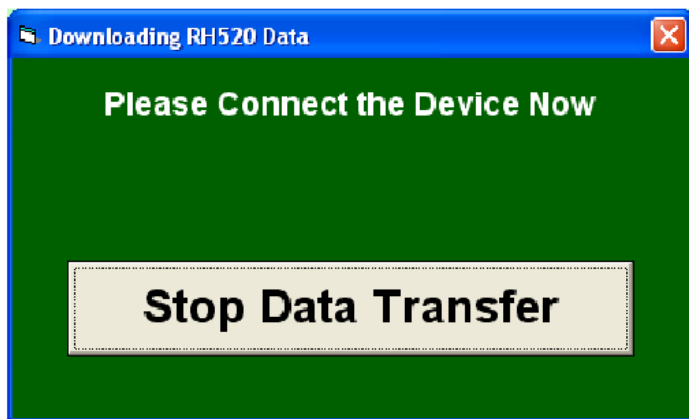 Downloading RH520 Data
Please Connect the Device Now
Stop Data Transfer